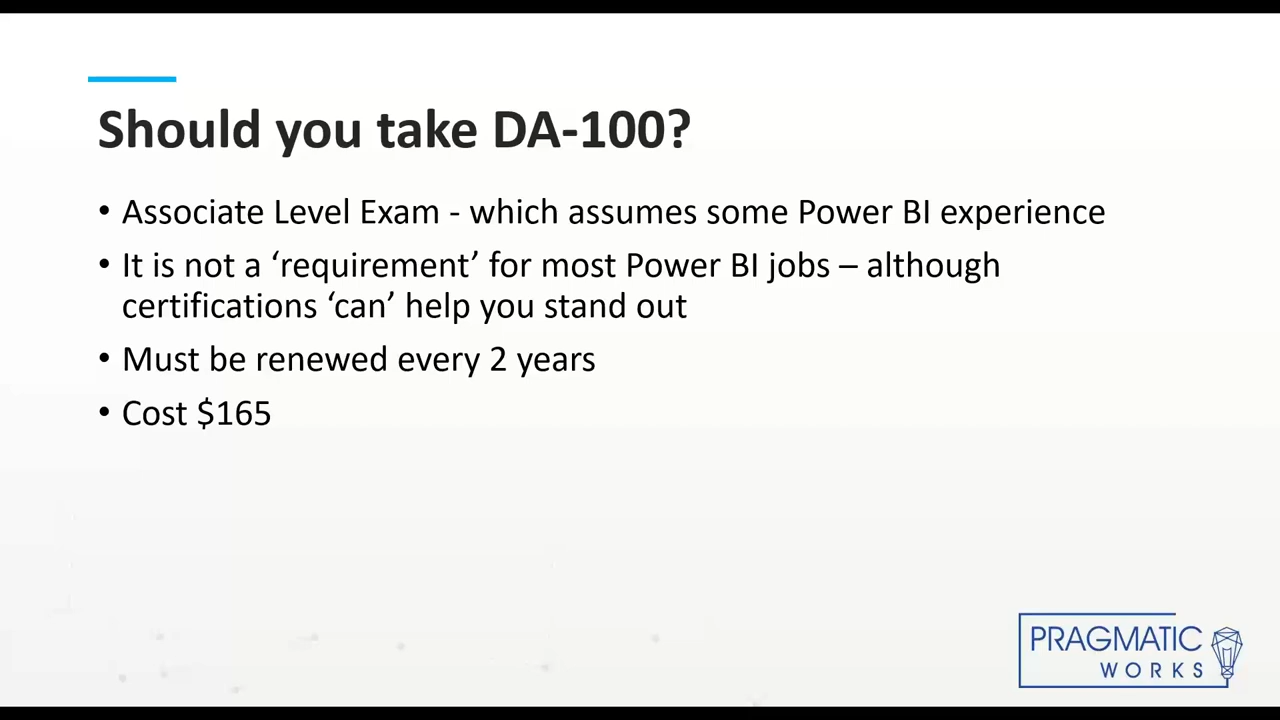 Should you take DA-100?
• Associate Level Exam - which assumes some Power BI experience
• It is not a ‘requirement’ for most Power BI jobs – although
certifications ‘can’ help you stand out
• Must be renewed every 2 years
• Cost $165
PRAGMATIC
WORKS